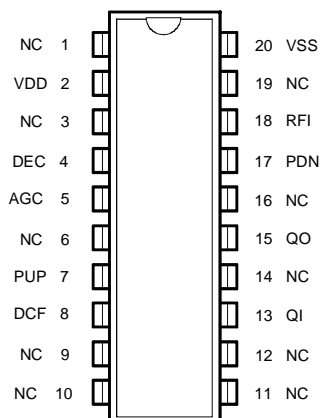 NC 1 20 VSS
VDD 2 19 NC
NC 3 18 RFI
DEC 4 17 PDN
AGC 5 16 NC
NC 6 15 QO
PUP 7 14 NC
DCF 8 13 QI
NC 9 12 NC
NC 10 11 NC